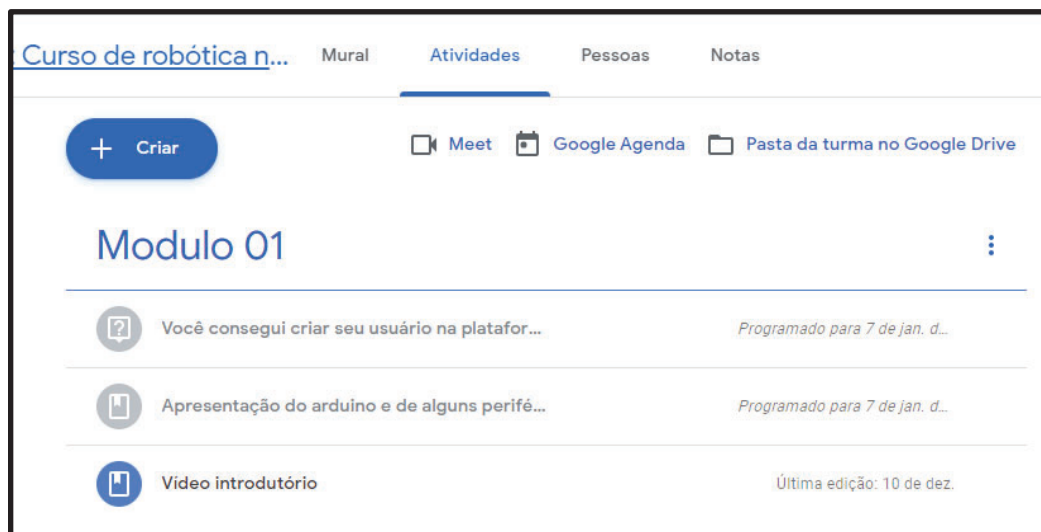 : Curso de robótica n... Mural Atividades Pessoas Notas
+ Criar Meet Google Agenda Pasta da turma no Google Drive
Modulo 01
Você consegui criar seu usuário na platafor... Programado para 7 de jan. d...
Apresentação do arduino e de alguns perifé... Programado para 7 de jan. d...
Vídeo introdutório Última edição: 10 de dez.